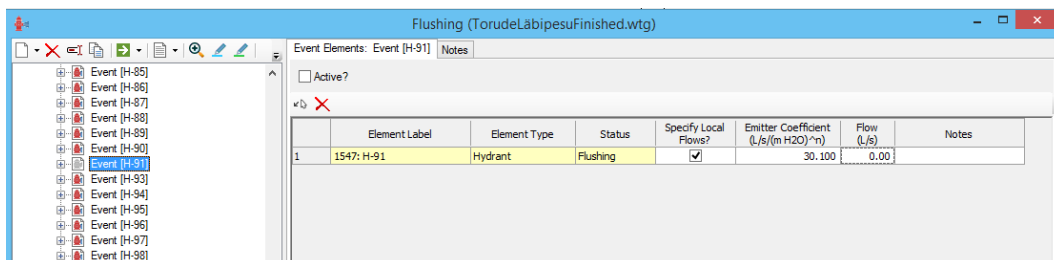 Flushing (TorudeLäbipesuFinished.wtg)
Event Elements: Event [H-91] Notes
Active?
Event [H-85]
Event [H-86]
Event [H-87]
Event [H-88]
Event [H-89]
Event [H-90]
Event [H-91]
Event [H-93]
Event [H-94]
Event [H-95]
Event [H-96]
Event [H-97]
Event [H-98]
Element Label Element Type Status Specify Local Flows? Emitter Coefficient (L/s/(m H2O)^n) Flow (L/s) Notes
1 1547: H-91 Hydrant Flushing 30.100 0.00